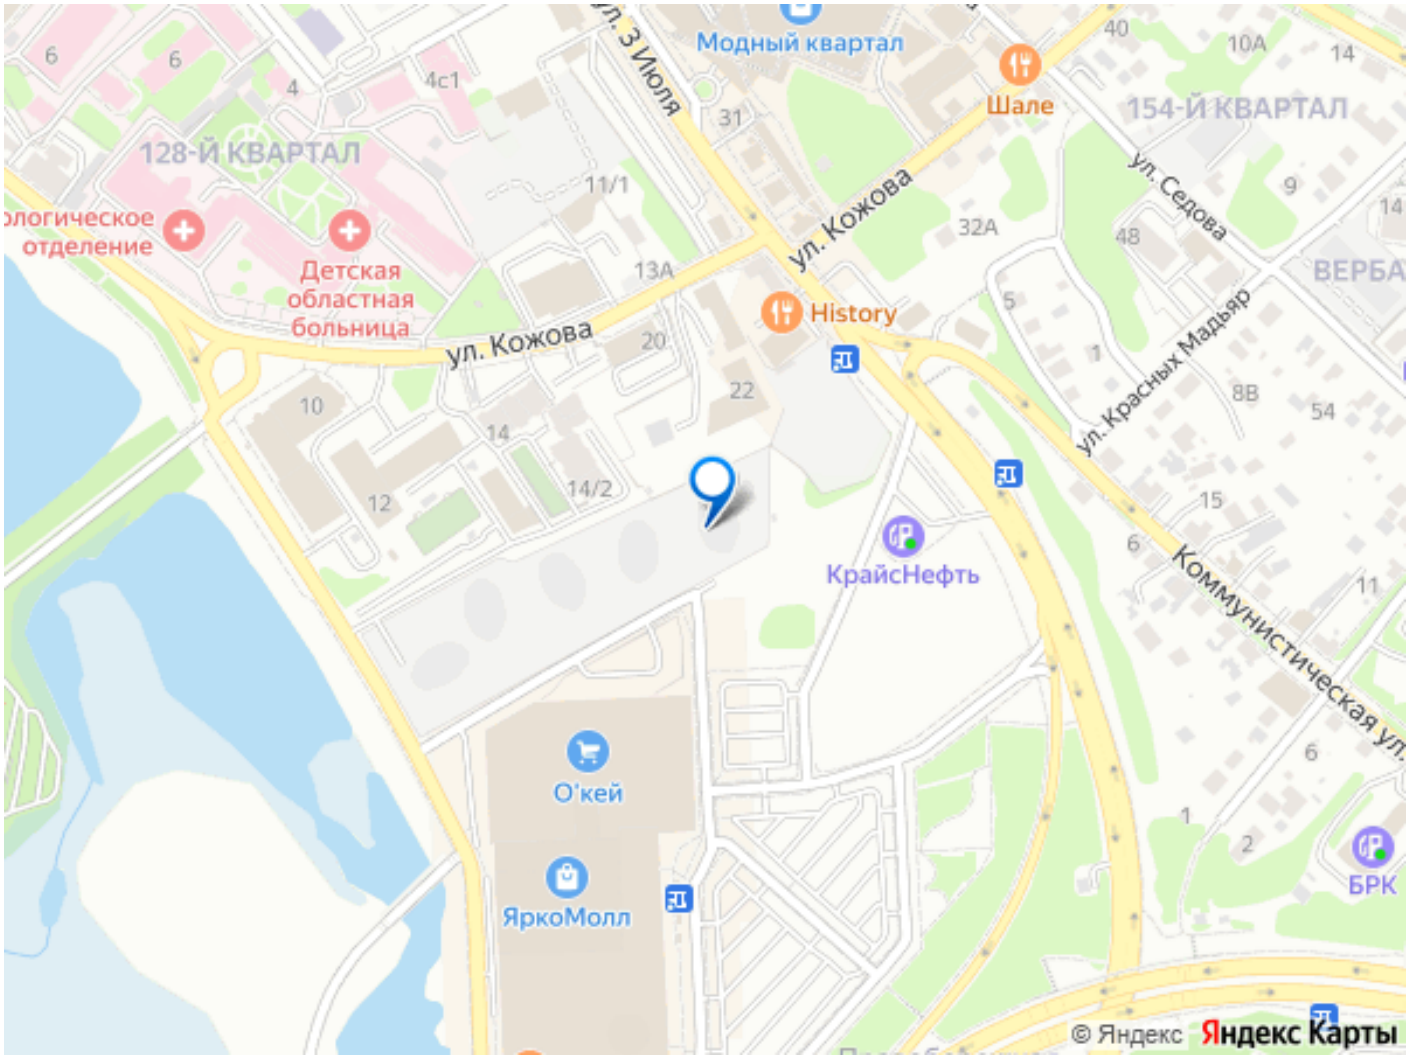 ул. 3 Июля
Модный квартал
40
10А
14
6
6
4
4с1
Шале
154-Й КВАРТАЛ
31
128-Й КВАРТАЛ
11/1
ул. Седова
9
14
ологическое
отделение
ул. Кожова
32А
48
Детская
областная
больница
13А
ВЕРБА
History
5
ул. Кожова
20
1
ул. Красных Мадьяр
22
8В
54
10
14
12
14/2
15
6
КрайсНефть
11
Коммунистическая ул.
О'кей
6
1
2
БРК
ЯркоМолл
© Яндекс Яндекс Карты